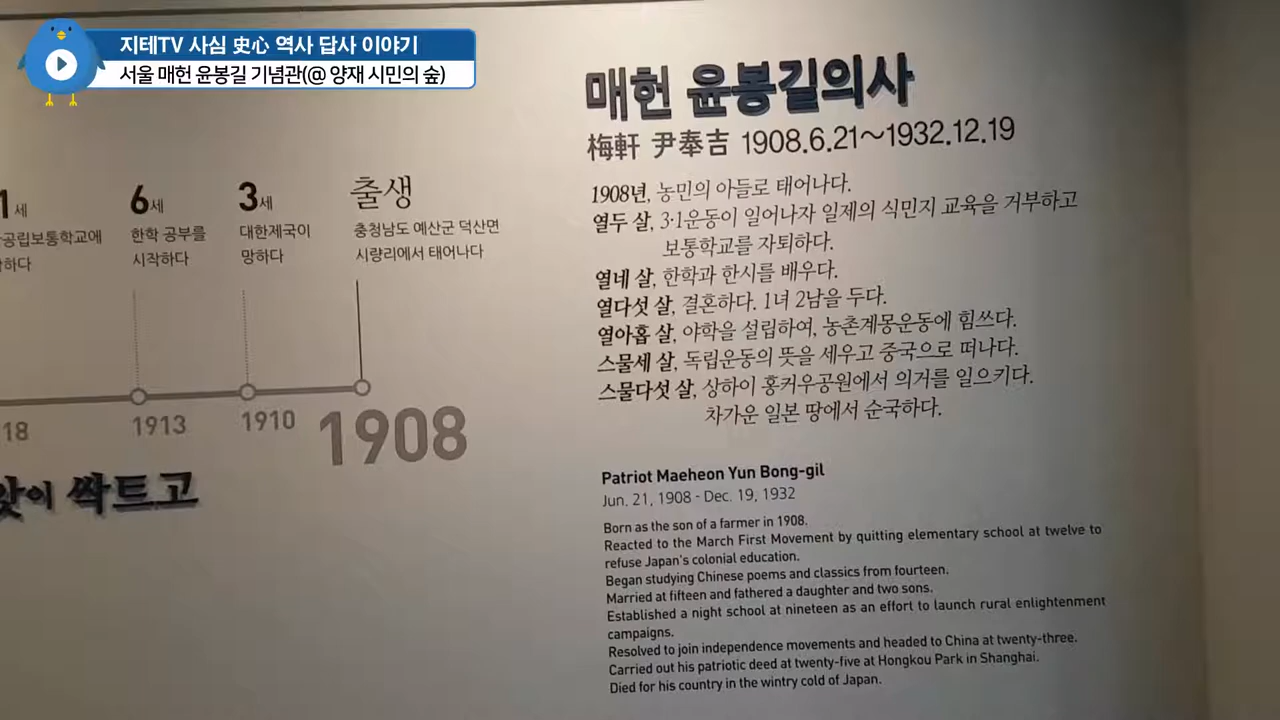 지테TV 사심 史心 역사 답사 이야기
서울 매헌 윤봉길 기념관(@ 양재 시민의 숲)
매헌 윤봉길의사
梅軒 尹奉吉 1908.6.21~1932.12.19
1908년, 농민의 아들로 태어나다.
열두 살, 3·1운동이 일어나자 일제의 식민지 교육을 거부하고
보통학교를 자퇴하다.
열네 살, 한학과 한시를 배우다.
열다섯 살, 결혼하다. 1녀 2남을 두다.
열아홉 살, 야학을 설립하여, 농촌계몽운동에 힘쓰다.
스물세 살, 독립운동의 뜻을 세우고 중국으로 떠나다.
스물다섯 살, 상하이 홍커우공원에서 의거를 일으키다.
차가운 일본 땅에서 순국하다.
Patriot Maeheon Yun Bong-gil
Jun. 21, 1908 - Dec. 19, 1932
Born as the son of a farmer in 1908.
Reacted to the March First Movement by quitting elementary school at twelve to
refuse Japan's colonial education.
Began studying Chinese poems and classics from fourteen.
Married at fifteen and fathered a daughter and two sons.
Established a night school at nineteen as an effort to launch rural enlightenment
campaigns.
Resolved to join independence movements and headed to China at twenty-three.
Carried out his patriotic deed at twenty-five at Hongkou Park in Shanghai.
Died for his country in the wintry cold of Japan.
1세 6세 3세 출생
공립보통학교에 한학 공부를 대한제국이 충청남도 예산군 덕산면
하다 시작하다 망하다 시량리에서 태어나다
18 1913 1910 1908
앗이 싹트고